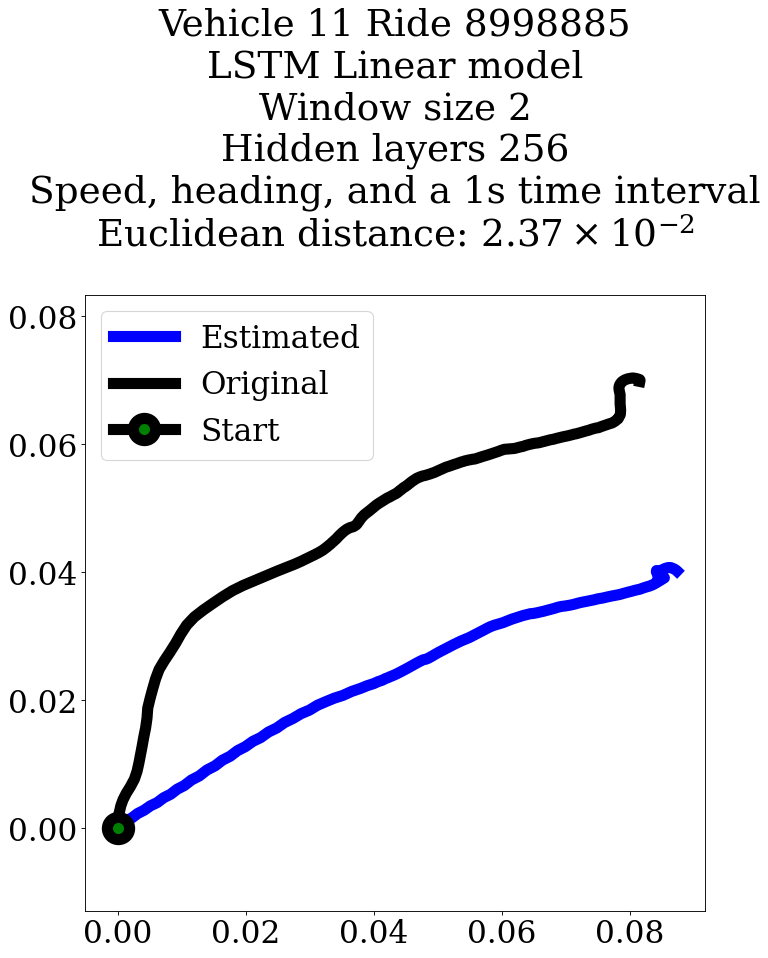 Vehicle 11 Ride 8998885
LSTM Linear model
Window size 2
Hidden layers 256
Speed, heading, and a 1s time interval
Euclidean distance: 2.37 × 10⁻²
Estimated
Original
Start
0.08
0.06
0.04
0.02
0.00
0.00 0.02 0.04 0.06 0.08